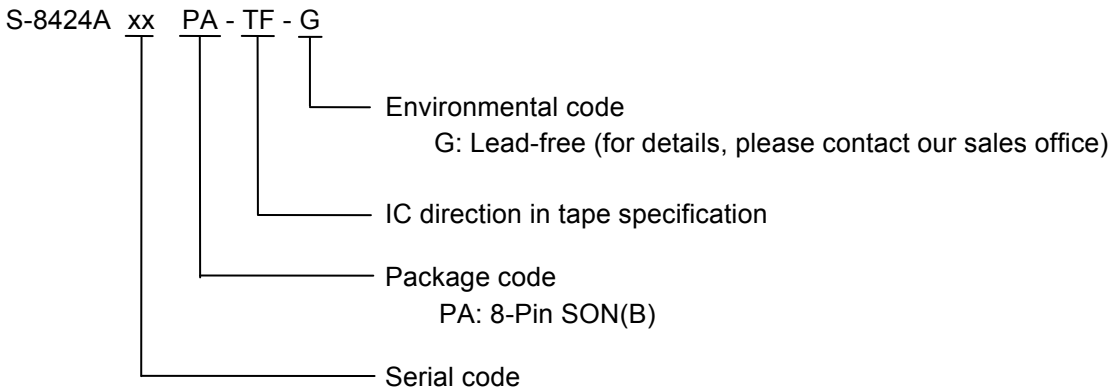 S-8424A xx PA - TF - G
Environmental code
G: Lead-free (for details, please contact our sales office)
IC direction in tape specification
Package code
PA: 8-Pin SON(B)
Serial code